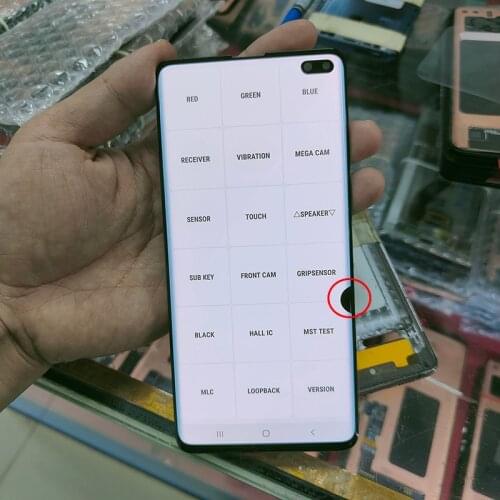 RED GREEN BLUE
RECEIVER VIBRATION MEGA CAM
SENSOR TOUCH △SPEAKER▽
SUB KEY FRONT CAM GRIPSENSOR
BLACK HALL IC MST TEST
MLC LOOPBACK VERSION